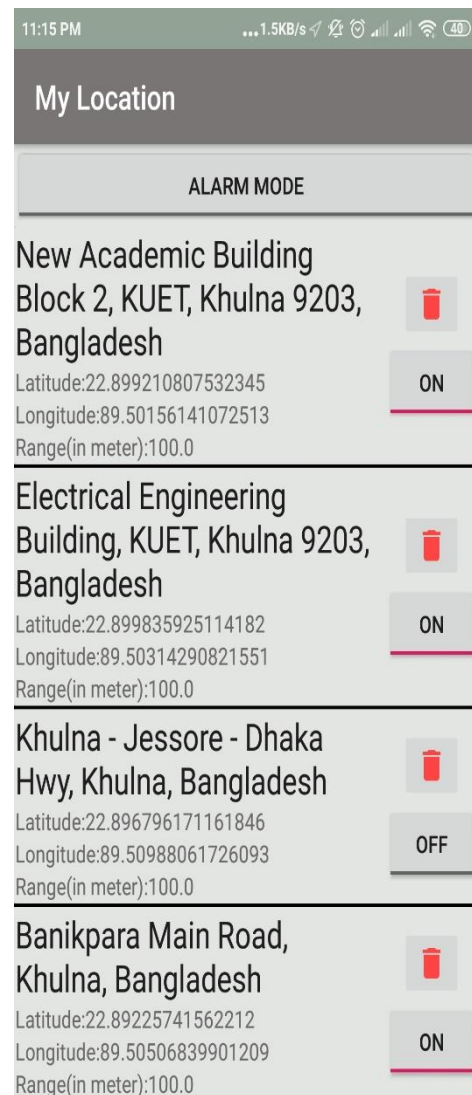 11:15 PM ...1.5KB/s 40
My Location
ALARM MODE
New Academic Building
Block 2, KUET, Khulna 9203,
Bangladesh
Latitude:22.899210807532345
Longitude:89.50156141072513
Range(in meter):100.0
ON
Electrical Engineering
Building, KUET, Khulna 9203,
Bangladesh
Latitude:22.899835925114182
Longitude:89.50314290821551
Range(in meter):100.0
ON
Khulna - Jessore - Dhaka
Hwy, Khulna, Bangladesh
Latitude:22.896796171161846
Longitude:89.50988061726093
Range(in meter):100.0
OFF
Banikpara Main Road,
Khulna, Bangladesh
Latitude:22.89225741562212
Longitude:89.50506839901209
Range(in meter):100.0
ON